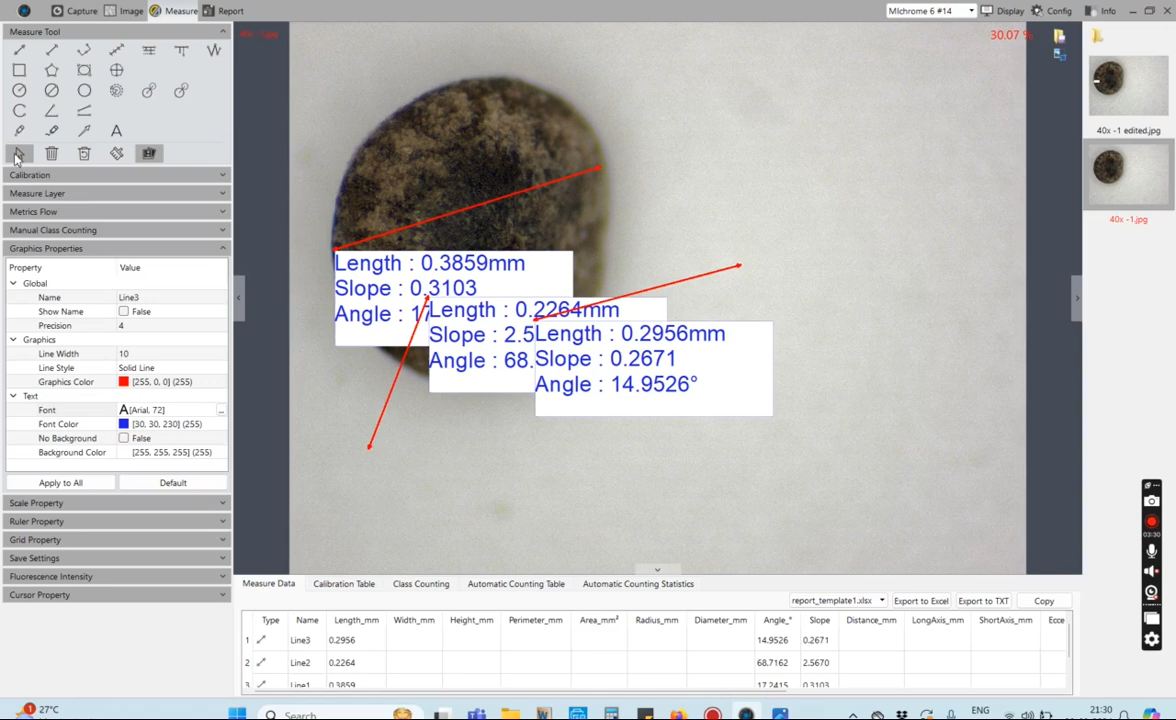 Capture Image Measure Report MIchrome 6 #14 Display Config Info
Measure Tool
40x -1.jpg
30.07 %
40x -1 edited.jpg
40x -1.jpg
Calibration
Measure Layer
Metrics Flow
Manual Class Counting
Graphics Properties
Property Value
Global
Name Line3
Show Name False
Precision 4
Graphics
Line Width 10
Line Style Solid Line
Graphics Color [255, 0, 0] (255)
Text
Font A [Arial, 72] ...
Font Color [30, 30, 230] (255)
No Background False
Background Color [255, 255, 255] (255)
Apply to All Default
Scale Property
Ruler Property
Grid Property
Save Settings
Fluorescence Intensity
Cursor Property
Length : 0.3859mm
Slope : 0.3103
Angle : 17
Length : 0.2264mm
Slope : 2.5
Angle : 68.
Length : 0.2956mm
Slope : 0.2671
Angle : 14.9526°
03:30
Measure Data Calibration Table Class Counting Automatic Counting Table Automatic Counting Statistics
report_template1.xlsx Export to Excel Export to TXT Copy
Type Name Length_mm Width_mm Height_mm Perimeter_mm Area_mm² Radius_mm Diameter_mm Angle_° Slope Distance_mm LongAxis_mm ShortAxis_mm Ecce
1 Line3 0.2956 14.9526 0.2671
2 Line2 0.2264 68.7162 2.5670
3 Line1 0.3859 17.2415 0.3103
27°C
1
Search
ENG
21:30